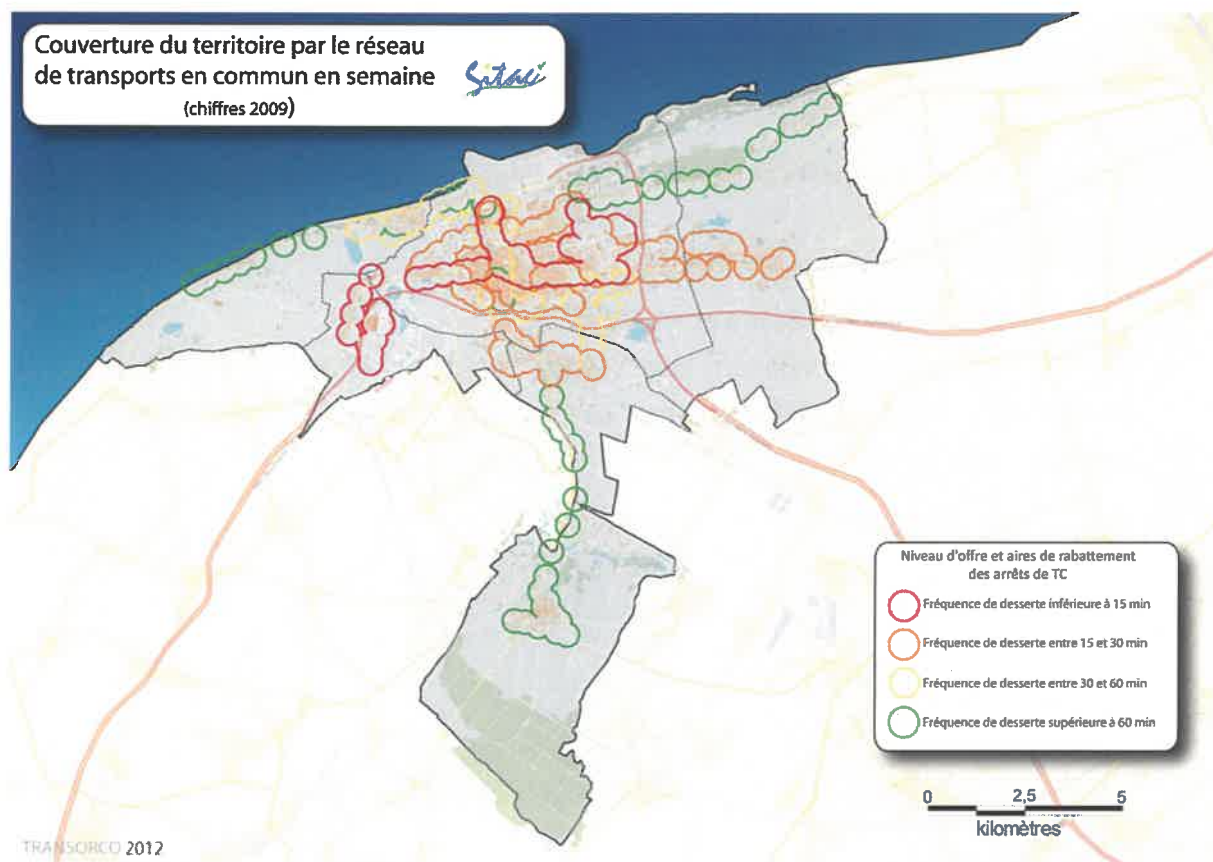 Couverture du territoire par le réseau
de transports en commun en semaine
(chiffres 2009)
Sitac
Niveau d'offre et aires de rabattement
des arrêts de TC
Fréquence de desserte inférieure à 15 min
Fréquence de desserte entre 15 et 30 min
Fréquence de desserte entre 30 et 60 min
Fréquence de desserte supérieure à 60 min
0 2,5 5
kilomètres
TRANSORCO 2012